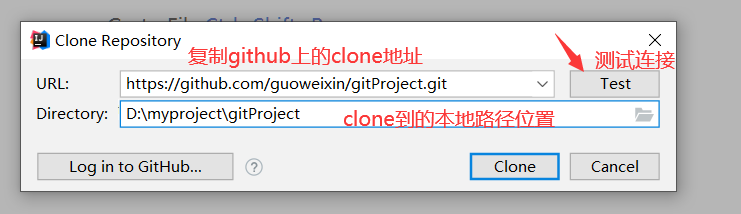 Clone Repository
复制github上的clone地址
测试连接
URL: https://github.com/guoweixin/gitProject.git Test
Directory: D:\myproject\gitProject clone到的本地路径位置
Log in to GitHub... ? Clone Cancel